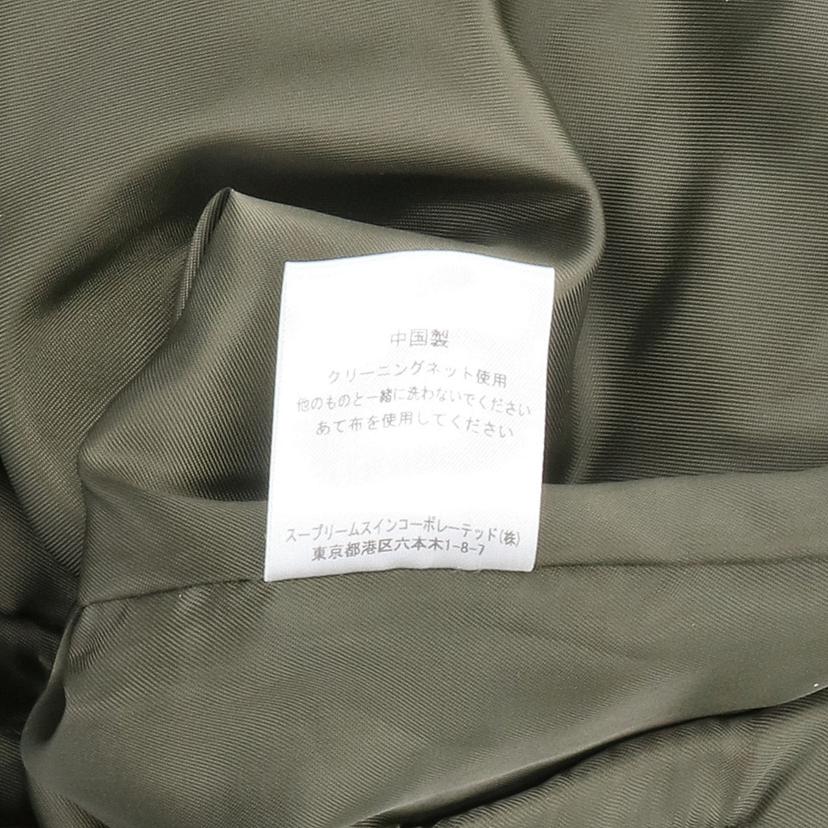 中国製
クリーニングネット使用
他のものと一緒に洗わないでください
あて布を使用してください
スープリームスインコーポレーテッド(株)
東京都港区六本木1-8-7